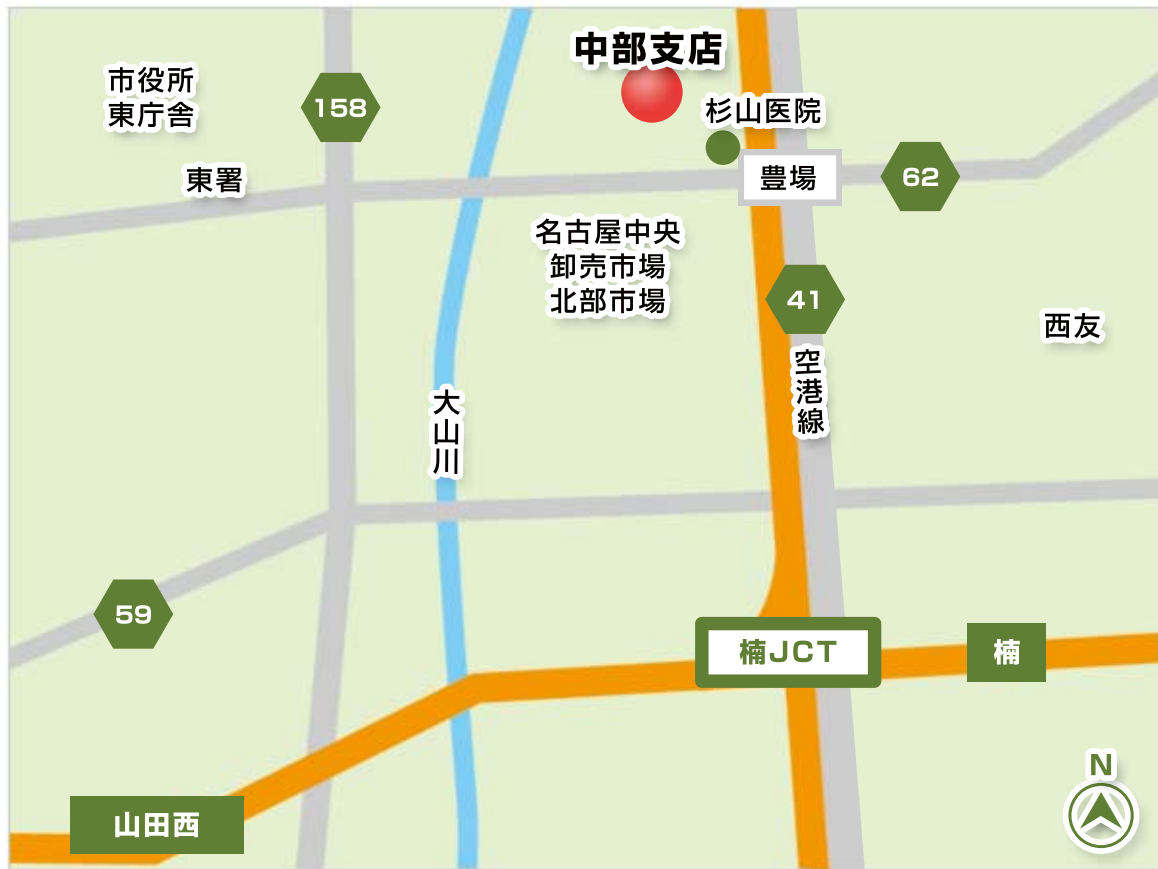 中部支店
市役所
東庁舎
158
杉山医院
東署
豊場
62
名古屋中央
卸売市場
北部市場
41
西友
空港線
大山川
59
楠JCT
楠
N
山田西